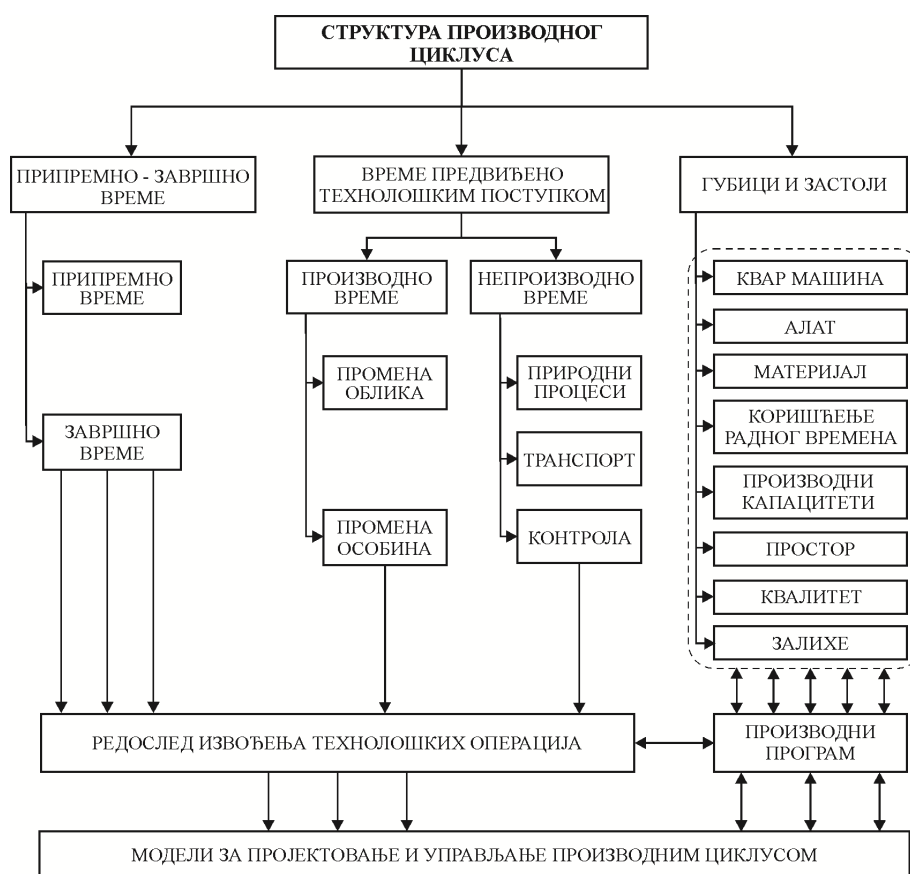 СТРУКТУРА ПРОИЗВОДНОГ
ЦИКЛУСА
ПРИПРЕМНО - ЗАВРШНО
ВРЕМЕ
ВРЕМЕ ПРЕДВИЂЕНО
ТЕХНОЛОШКИМ ПОСТУПКОМ
ГУБИЦИ И ЗАСТОЈИ
ПРИПРЕМНО
ВРЕМЕ
ЗАВРШНО
ВРЕМЕ
ПРОИЗВОДНО
ВРЕМЕ
ПРОМЕНА
ОБЛИКА
ПРОМЕНА
ОСОБИНА
НЕПРОИЗВОДНО
ВРЕМЕ
ПРИРОДНИ
ПРОЦЕСИ
ТРАНСПОРТ
КОНТРОЛА
КВАР МАШИНА
АЛАТ
МАТЕРИЈАЛ
КОРИШЋЕЊЕ
РАДНОГ ВРЕМЕНА
ПРОИЗВОДНИ
КАПАЦИТЕТИ
ПРОСТОР
КВАЛИТЕТ
ЗАЛИХЕ
РЕДОСЛЕД ИЗВОЂЕЊА ТЕХНОЛОШКИХ ОПЕРАЦИЈА
ПРОИЗВОДНИ
ПРОГРАМ
МОДЕЛИ ЗА ПРОЈЕКТОВАЊЕ И УПРАВЉАЊЕ ПРОИЗВОДНИМ ЦИКЛУСОМ